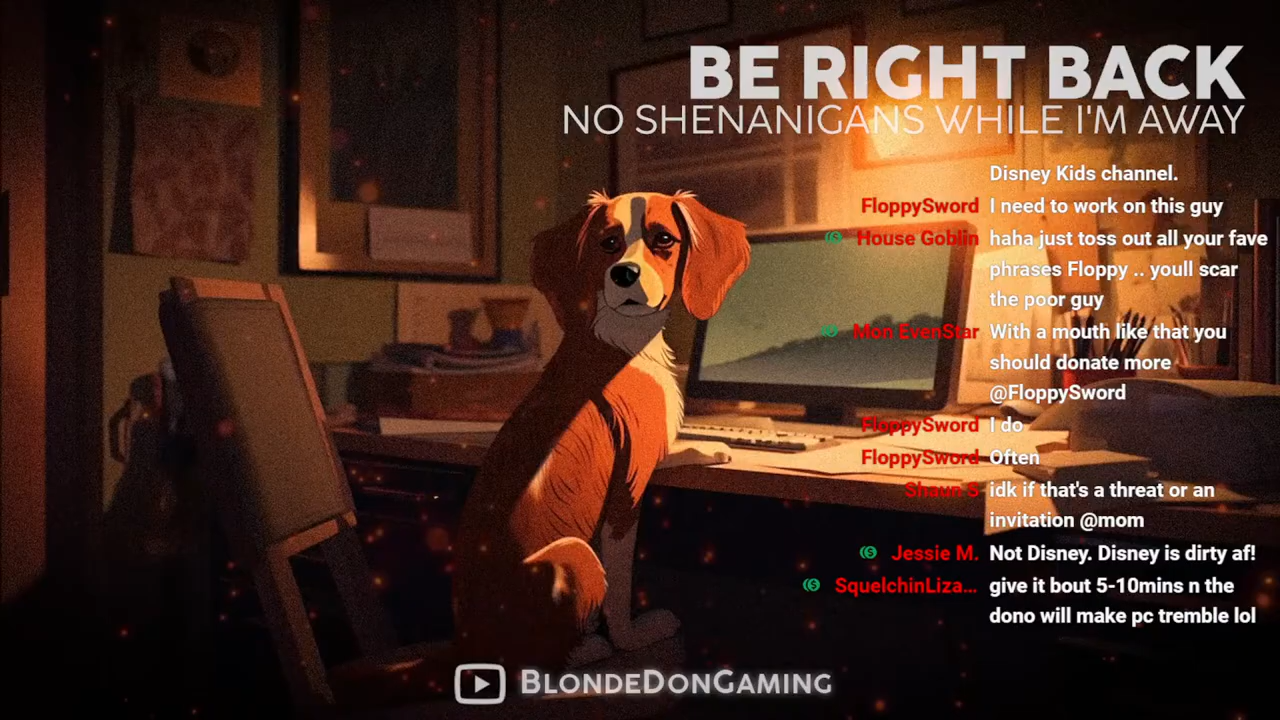 BE RIGHT BACK
NO SHENANIGANS WHILE I'M AWAY
Disney Kids channel.
FloppySword I need to work on this guy
House Goblin haha just toss out all your fave
phrases Floppy .. youll scar
the poor guy
Mon EvenStar With a mouth like that you
should donate more
@FloppySword
FloppySword I do
FloppySword Often
Shaun S idk if that's a threat or an
invitation @mom
Jessie M. Not Disney. Disney is dirty af!
SquelchinLiza... give it bout 5-10mins n the
dono will make pc tremble lol
BLONDEDONGAMING